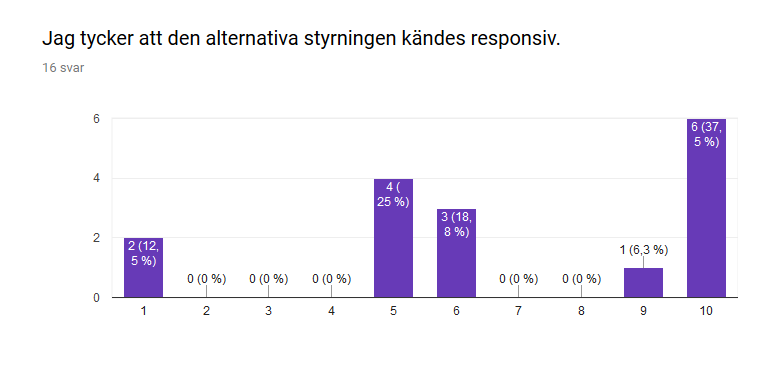 Jag tycker att den alternativa styrningen kändes responsiv.
16 svar
6
4
2
0
2 (12,
5 %)
0 (0 %)
0 (0 %)
0 (0 %)
4 (
25 %)
3 (18,
8 %)
0 (0 %)
0 (0 %)
1 (6,3 %)
6 (37,
5 %)
1 2 3 4 5 6 7 8 9 10